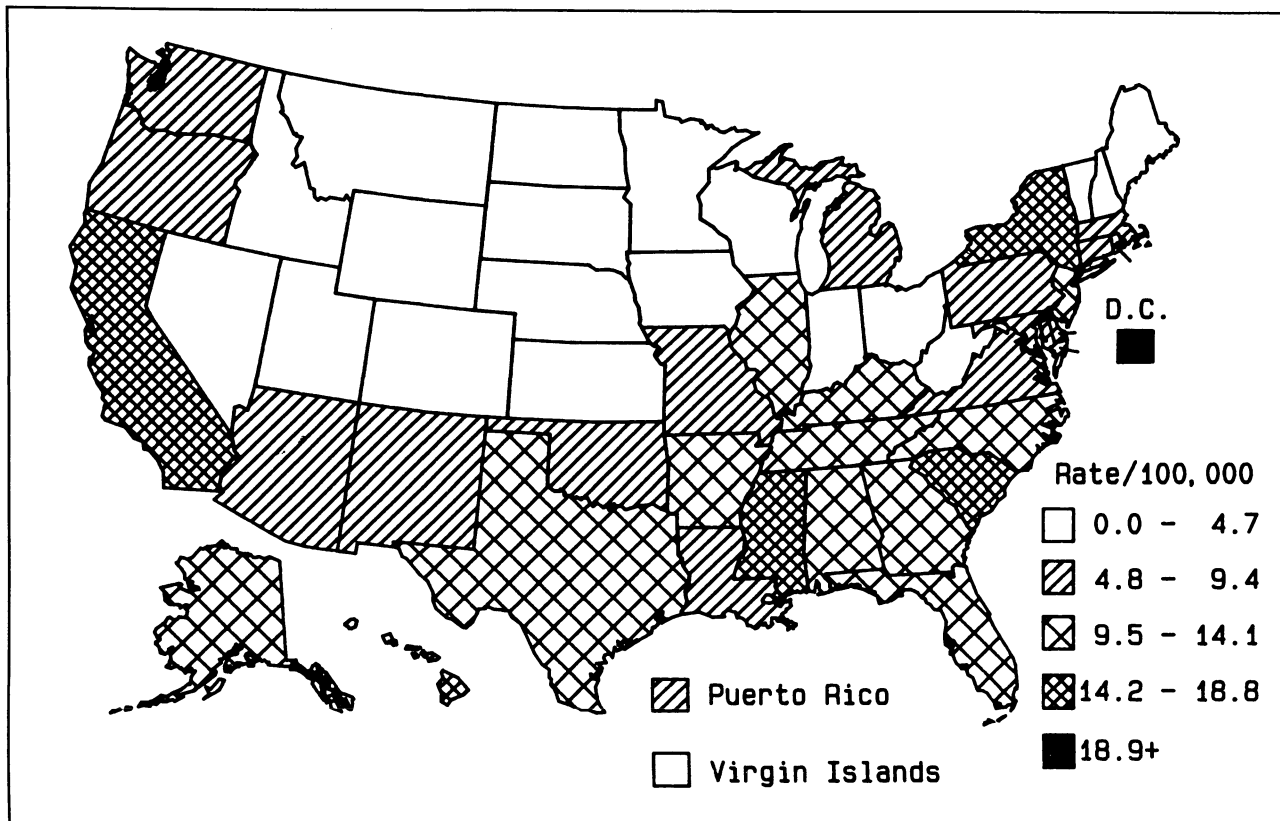 D.C.
Rate/100,000
0.0 - 4.7
4.8 - 9.4
9.5 - 14.1
14.2 - 18.8
18.9+
Puerto Rico
Virgin Islands